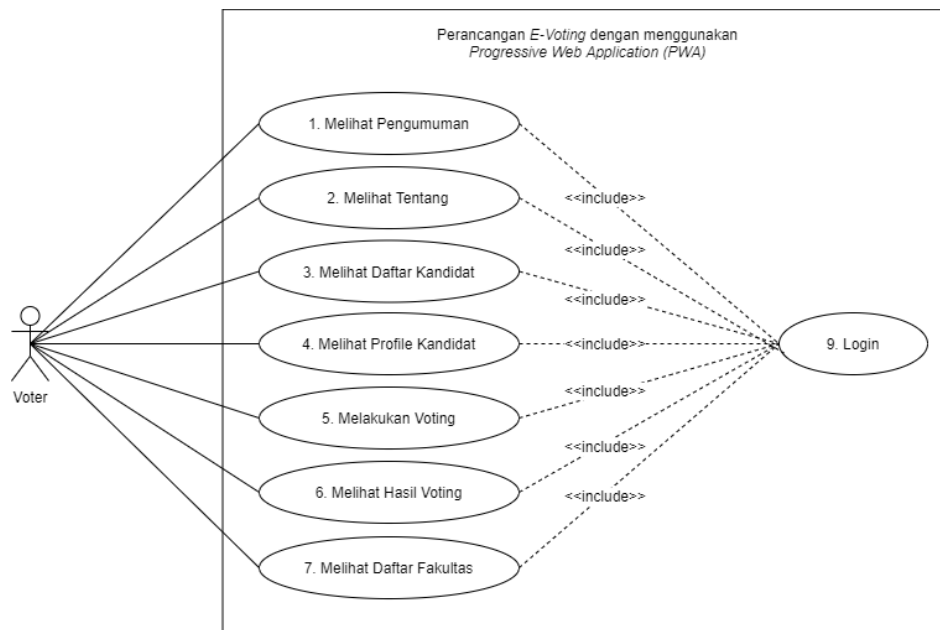 Perancangan E-Voting dengan menggunakan
Progressive Web Application (PWA)
1. Melihat Pengumuman
2. Melihat Tentang
3. Melihat Daftar Kandidat
4. Melihat Profile Kandidat
5. Melakukan Voting
6. Melihat Hasil Voting
7. Melihat Daftar Fakultas
<<include>>
<<include>>
<<include>>
<<include>>
<<include>>
<<include>>
<<include>>
9. Login
Voter